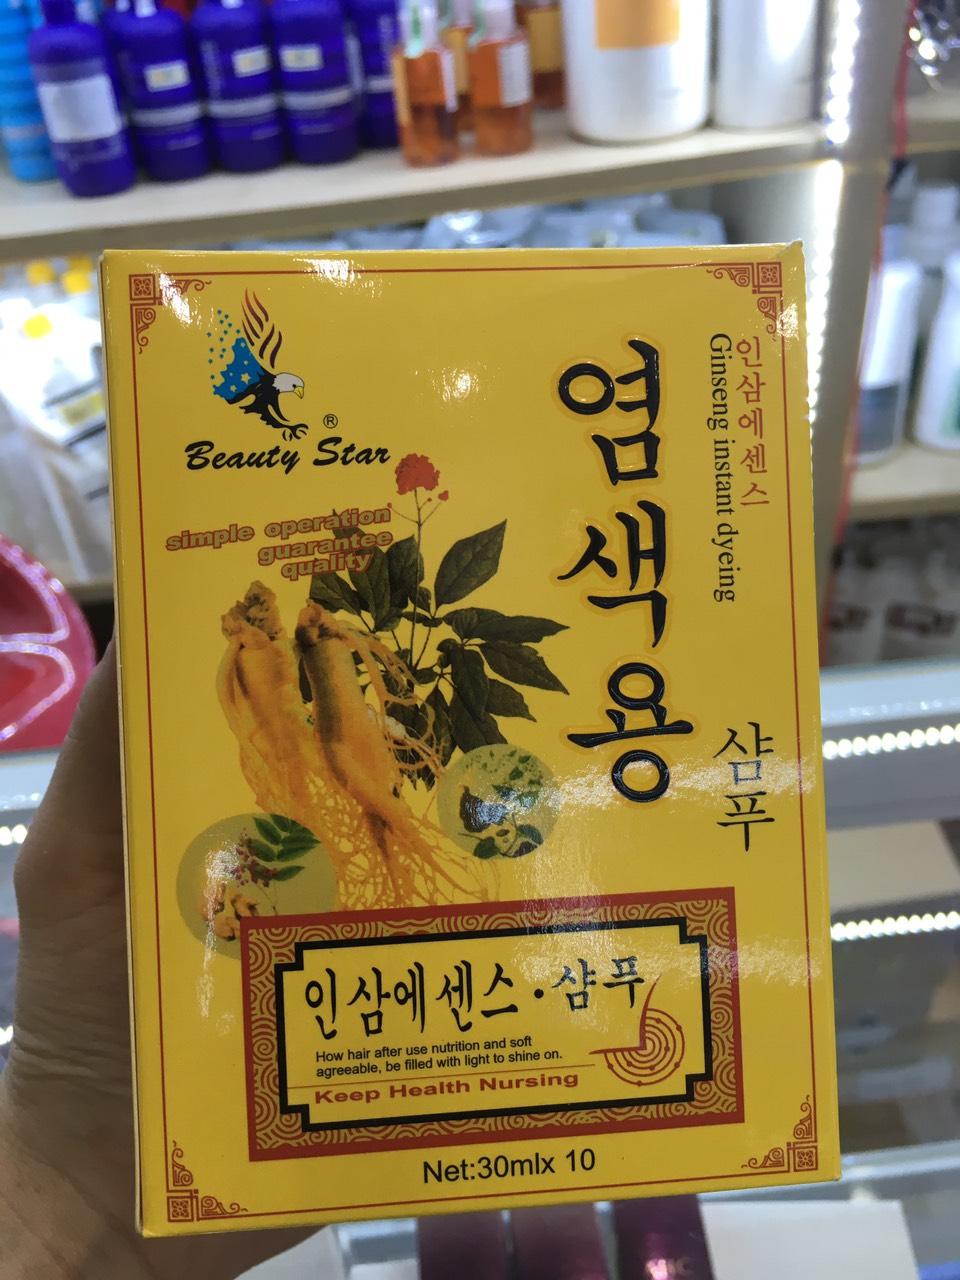 ®
Beauty Star
simple operation
guarantee
quality
인삼에센스
Ginseng instant dyeing
염색용
샴푸
인삼에센스·샴푸
How hair after use nutrition and soft
agreeable, be filled with light to shine on.
Keep Health Nursing
Net:30mlx 10